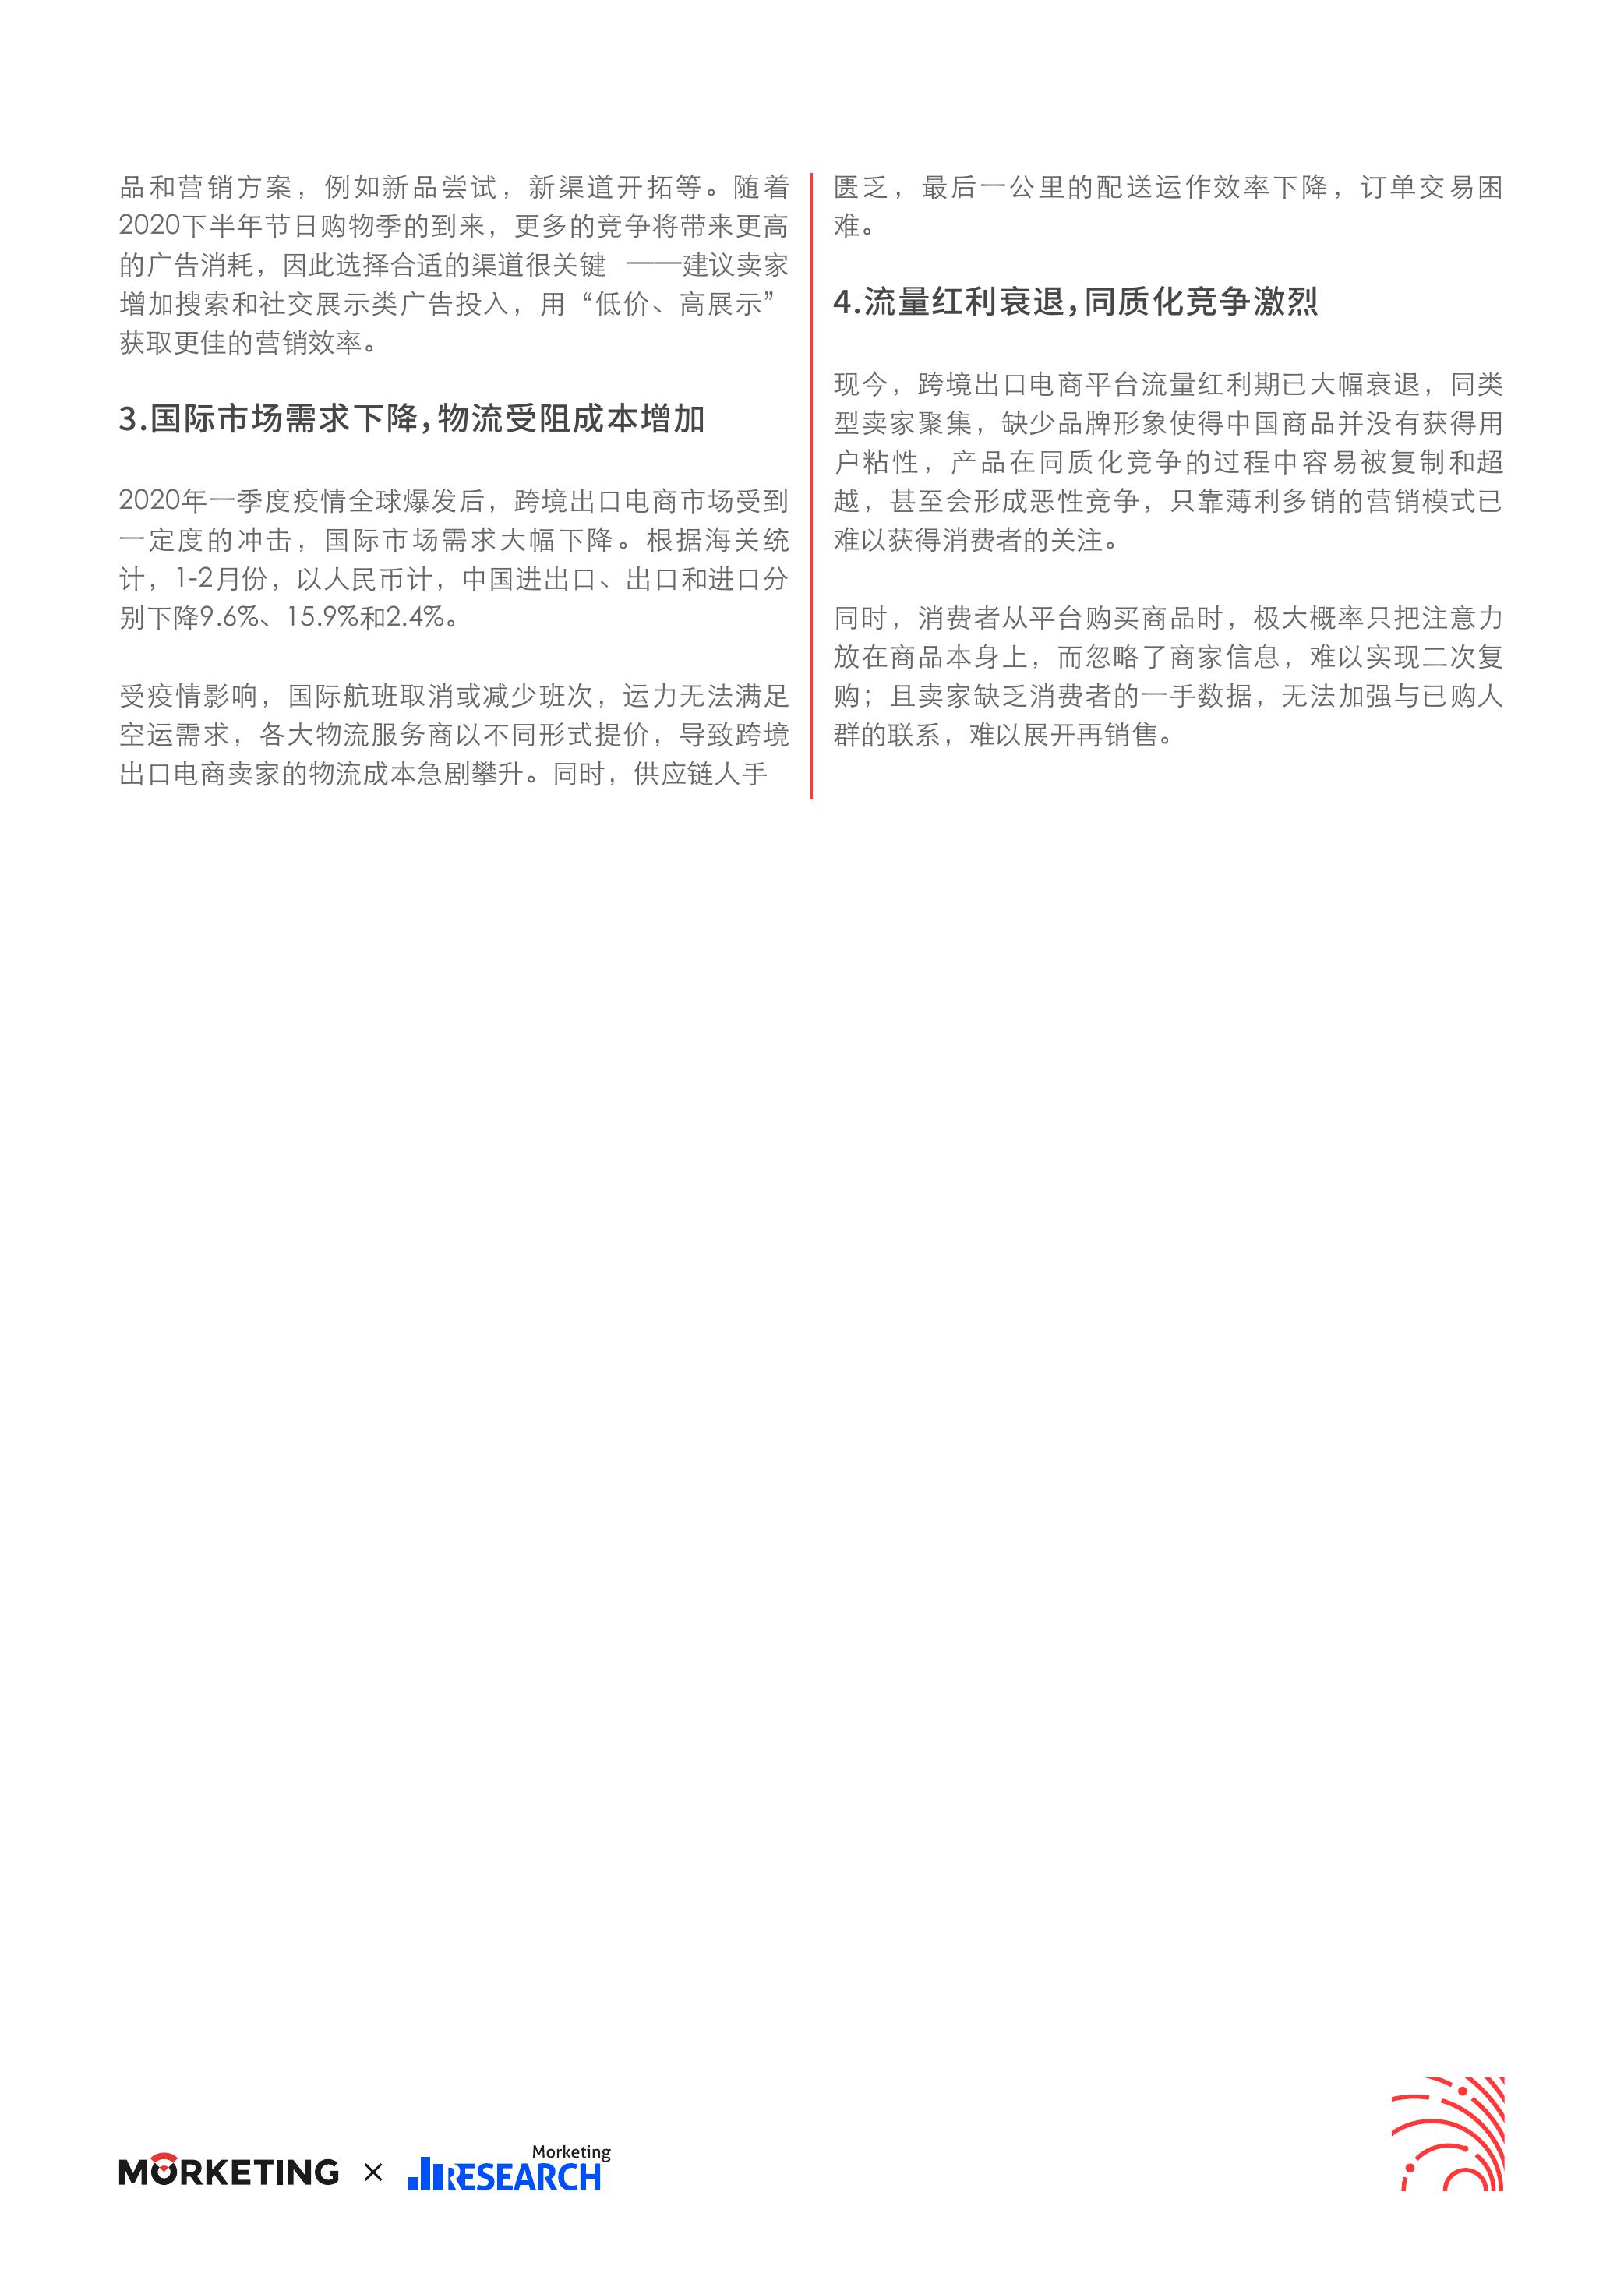 品和营销方案，例如新品尝试，新渠道开拓等。随着
2020下半年节日购物季的到来，更多的竞争将带来更高
的广告消耗，因此选择合适的渠道很关键 ——建议卖家
增加搜索和社交展示类广告投入，用“低价、高展示”
获取更佳的营销效率。
3.国际市场需求下降，物流受阻成本增加
2020年一季度疫情全球爆发后，跨境出口电商市场受到
一定度的冲击，国际市场需求大幅下降。根据海关统
计，1-2月份，以人民币计，中国进出口、出口和进口分
别下降9.6%、15.9%和2.4%。
受疫情影响，国际航班取消或减少班次，运力无法满足
空运需求，各大物流服务商以不同形式提价，导致跨境
出口电商卖家的物流成本急剧攀升。同时，供应链人手
匮乏，最后一公里的配送运作效率下降，订单交易困
难。
4.流量红利衰退，同质化竞争激烈
现今，跨境出口电商平台流量红利期已大幅衰退，同类
型卖家聚集，缺少品牌形象使得中国商品并没有获得用
户粘性，产品在同质化竞争的过程中容易被复制和超
越，甚至会形成恶性竞争，只靠薄利多销的营销模式已
难以获得消费者的关注。
同时，消费者从平台购买商品时，极大概率只把注意力
放在商品本身上，而忽略了商家信息，难以实现二次复
购；且卖家缺乏消费者的一手数据，无法加强与已购人
群的联系，难以展开再销售。
MORKETING × Morketing
RESEARCH